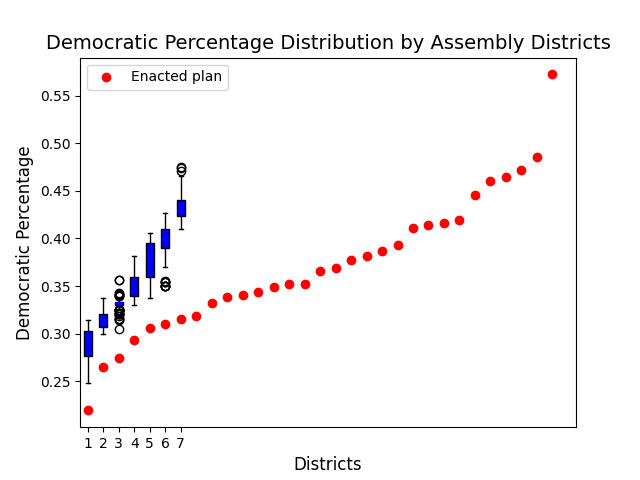 Democratic Percentage Distribution by Assembly Districts
Enacted plan
0.55
0.50
0.45
0.40
0.35
0.30
0.25
Democratic Percentage
1 2 3 4 5 6 7
Districts